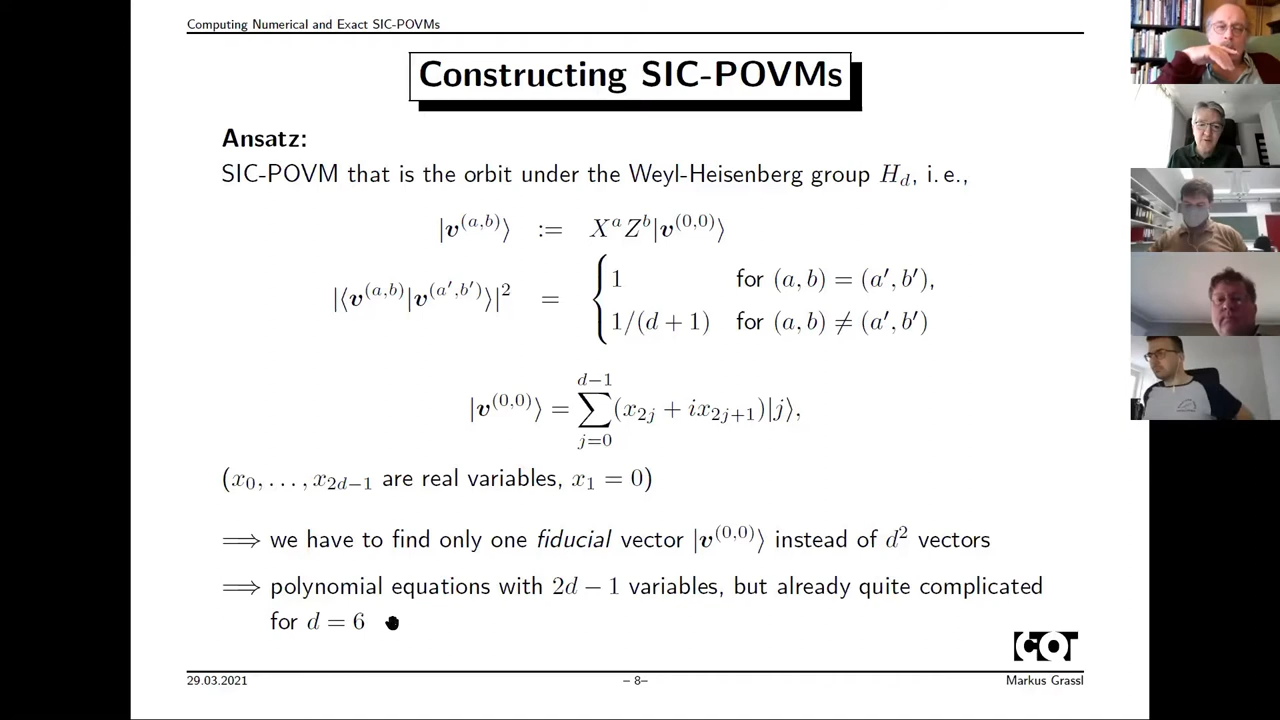 Computing Numerical and Exact SIC-POVMs
Constructing SIC-POVMs
Ansatz:
SIC-POVM that is the orbit under the Weyl-Heisenberg group H_d, i. e.,
|v^{(a,b)}⟩ := X^a Z^b|v^{(0,0)}⟩
|⟨v^{(a,b)}|v^{(a′,b′)}⟩|^2 = { 1 for (a, b) = (a′, b′),
1/(d + 1) for (a, b) ≠ (a′, b′)
|v^{(0,0)}⟩ = ∑_{j=0}^{d−1} (x_{2j} + ix_{2j+1})|j⟩,
(x_0, . . . , x_{2d−1} are real variables, x_1 = 0)
⟹ we have to find only one fiducial vector |v^{(0,0)}⟩ instead of d^2 vectors
⟹ polynomial equations with 2d − 1 variables, but already quite complicated
for d = 6
CQT
29.03.2021 – 8– Markus Grassl